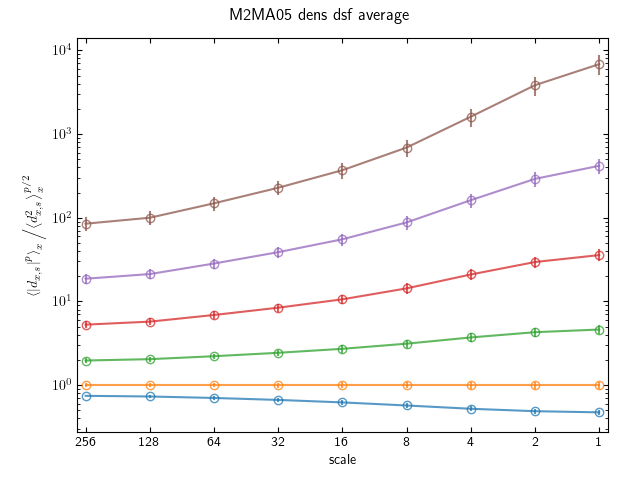 M2MA05 dens dsf average
10^4
10^3
10^2
10^1
10^0
⟨|d_{x,s}|^p⟩_x / ⟨d^2_{x,s}⟩_x^{p/2}
256 128 64 32 16 8 4 2 1
scale